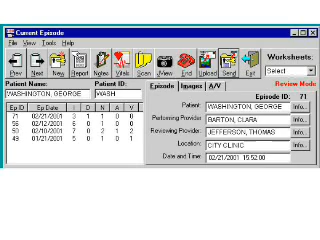 Current Episode
File View Tools Help
Prev Next New Report Notes Vitals Scan View End Upload Send Exit
Worksheets:
Select
Patient Name: Patient ID:
WASHINGTON, GEORGE WASH
Ep ID Ep Date I D N A V
71 02/21/2001 3 1 1 0 0
56 02/12/2001 6 0 1 0 0
50 02/10/2001 7 0 2 1 2
49 01/21/2001 5 0 1 0 1
Episode Images A/V Review Mode
Episode ID: 71
Patient: WASHINGTON, GEORGE Info...
Performing Provider: BARTON, CLARA Info...
Reviewing Provider: JEFFERSON, THOMAS Info...
Location: CITY CLINIC Info...
Date and Time: 02/21/2001 15:52:00